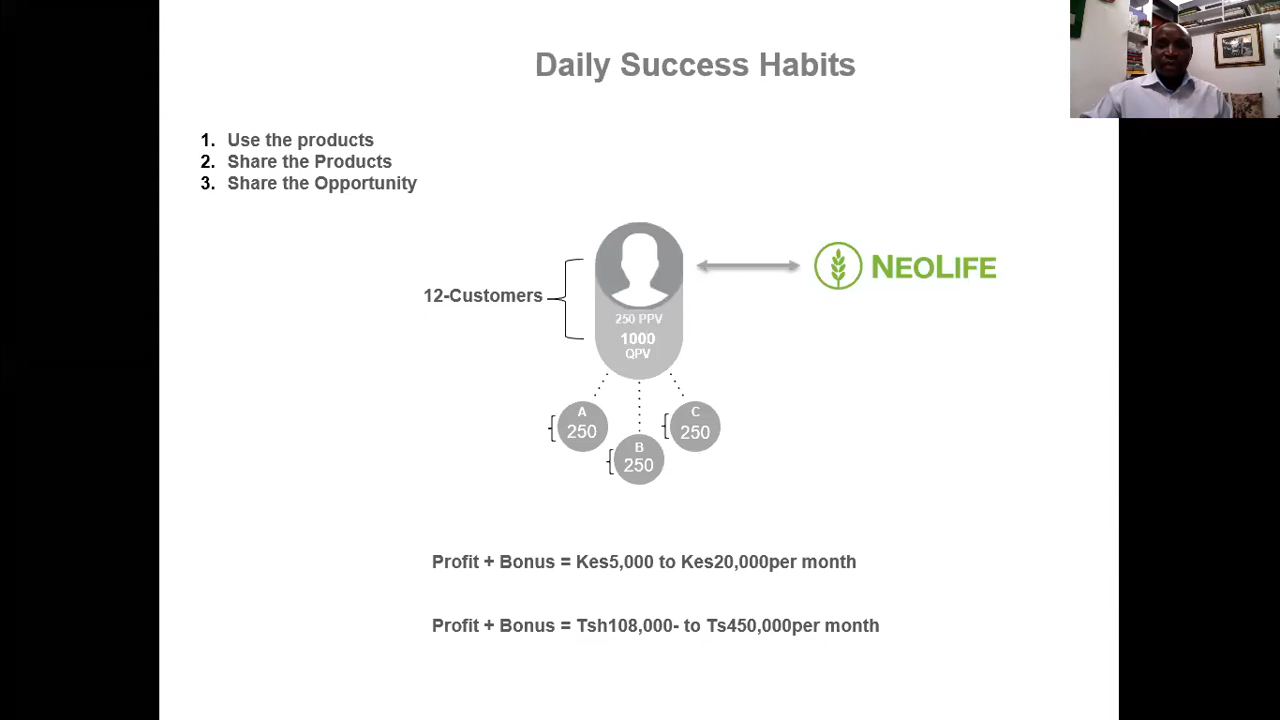 Daily Success Habits
1. Use the products
2. Share the Products
3. Share the Opportunity
NEOLIFE
12-Customers
250 PPV
1000
QPV
A
250
B
250
C
250
Profit + Bonus = Kes5,000 to Kes20,000per month
Profit + Bonus = Tsh108,000- to Ts450,000per month